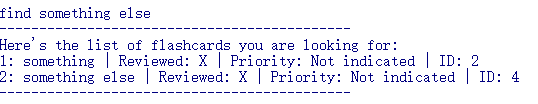 find something else
-------------------------------------------
Here's the list of flashcards you are looking for:
1: something | Reviewed: X | Priority: Not indicated | ID: 2
2: something else | Reviewed: X | Priority: Not indicated | ID: 4
-------------------------------------------